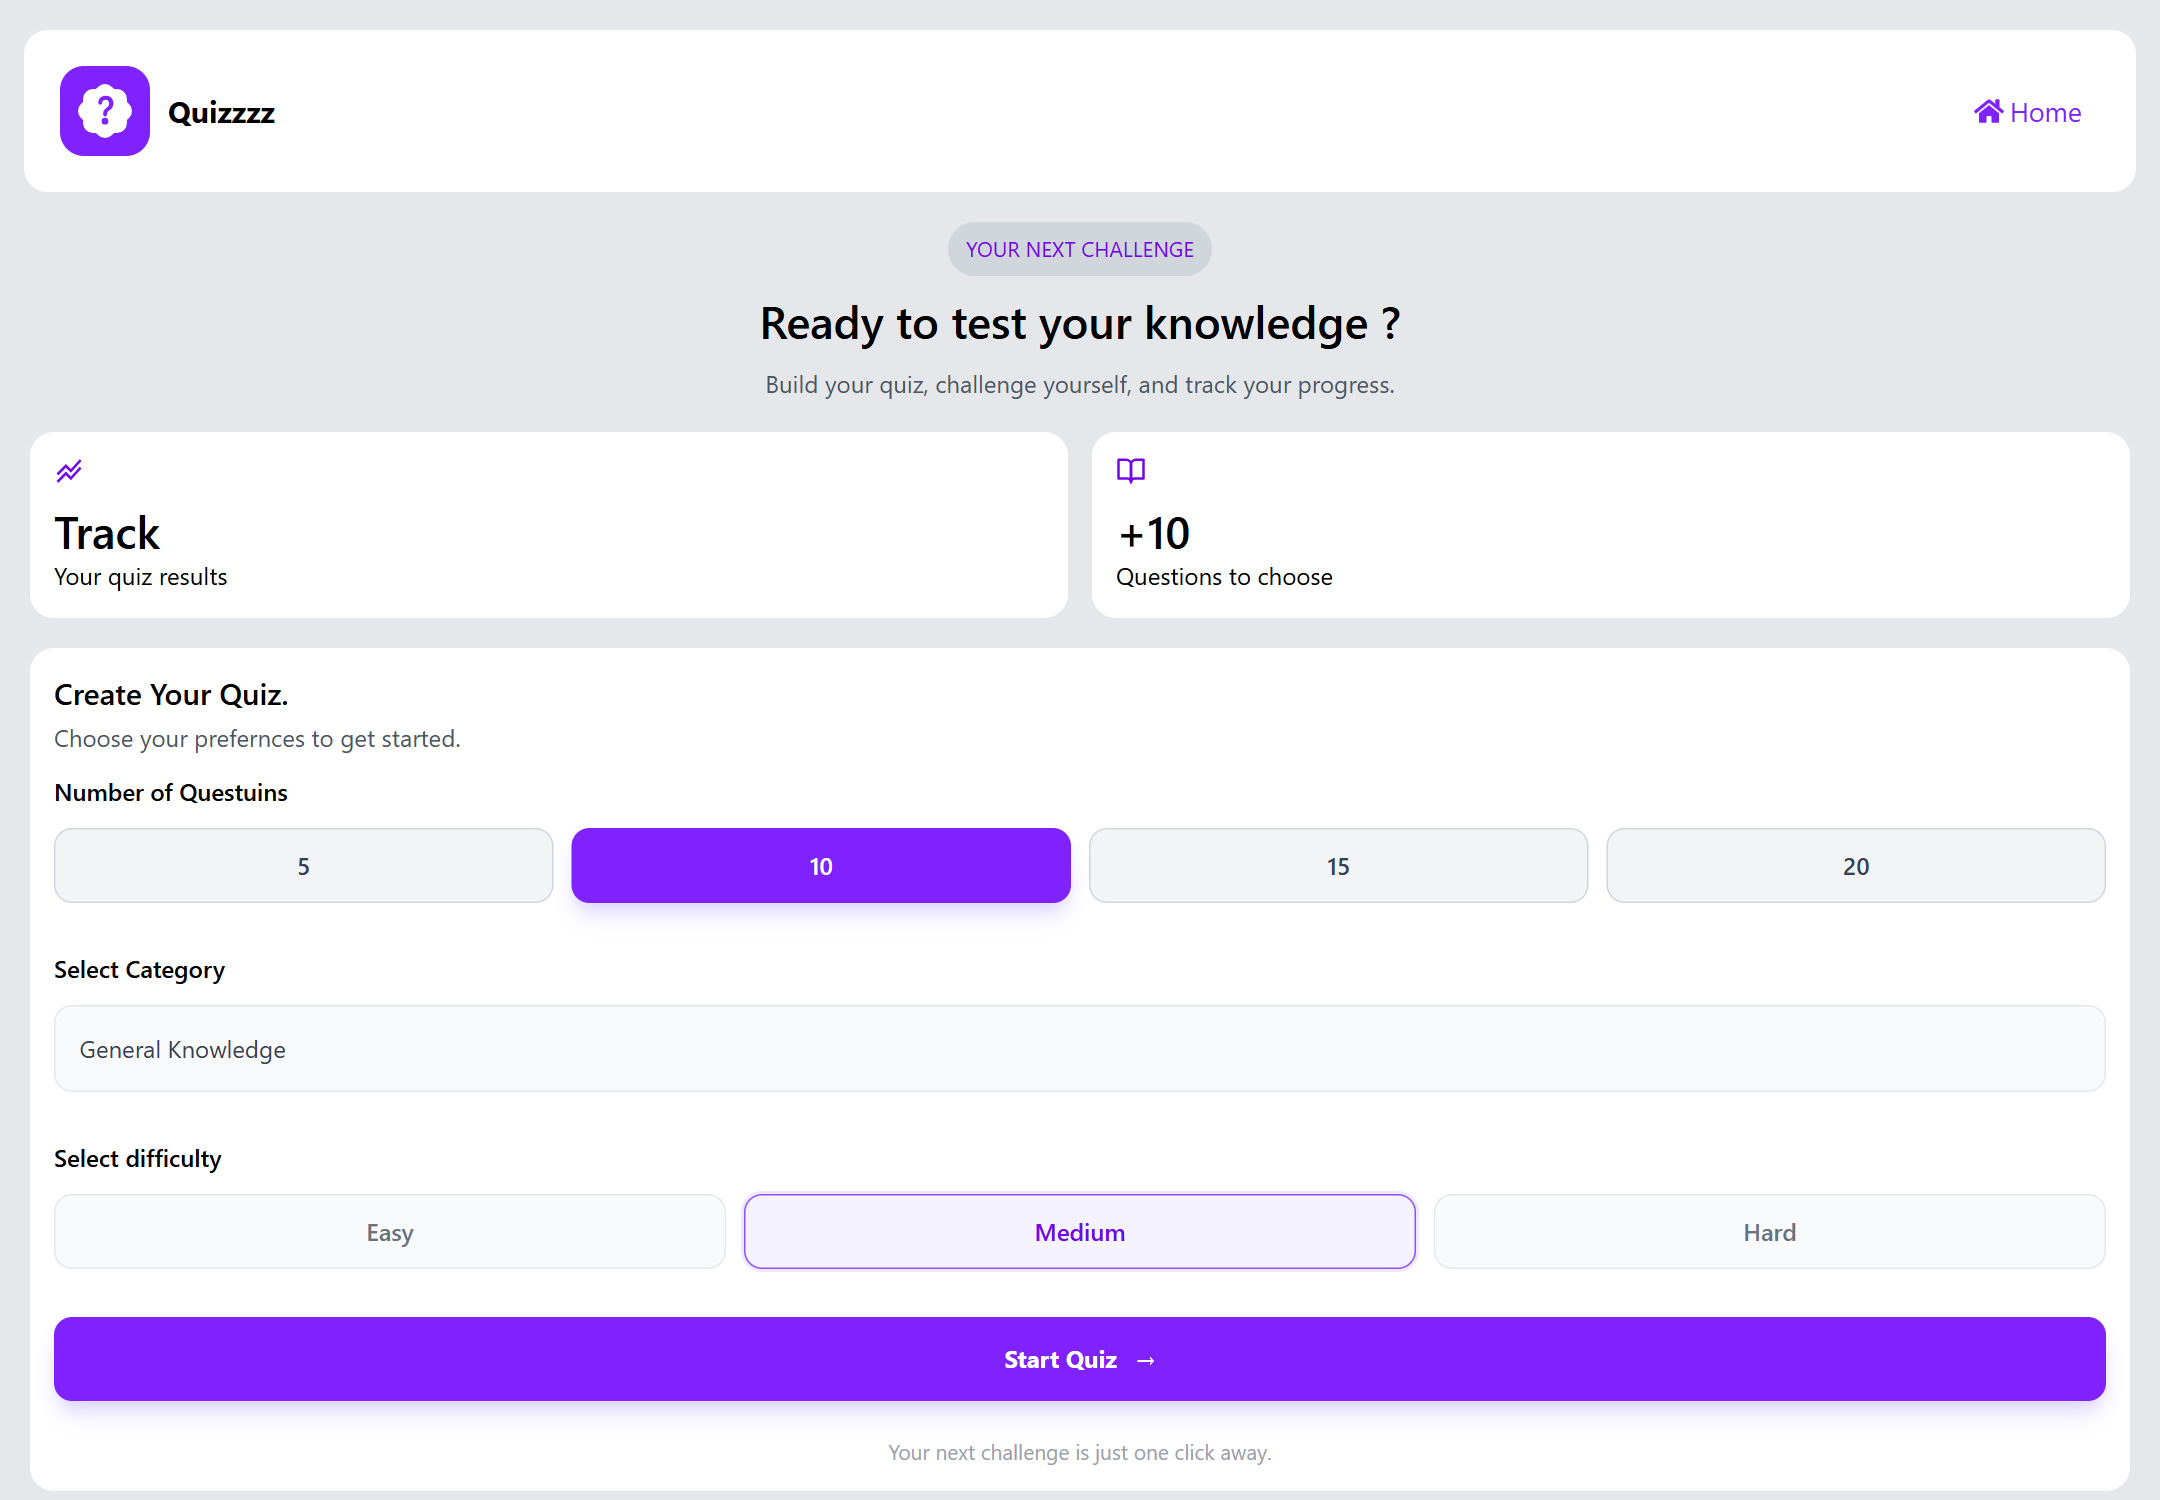 Quizzzz
Home
YOUR NEXT CHALLENGE
Ready to test your knowledge ?
Build your quiz, challenge yourself, and track your progress.
Track
Your quiz results
+10
Questions to choose
Create Your Quiz.
Choose your prefernces to get started.
Number of Questuins
5
10
15
20
Select Category
General Knowledge
Select difficulty
Easy
Medium
Hard
Start Quiz →
Your next challenge is just one click away.